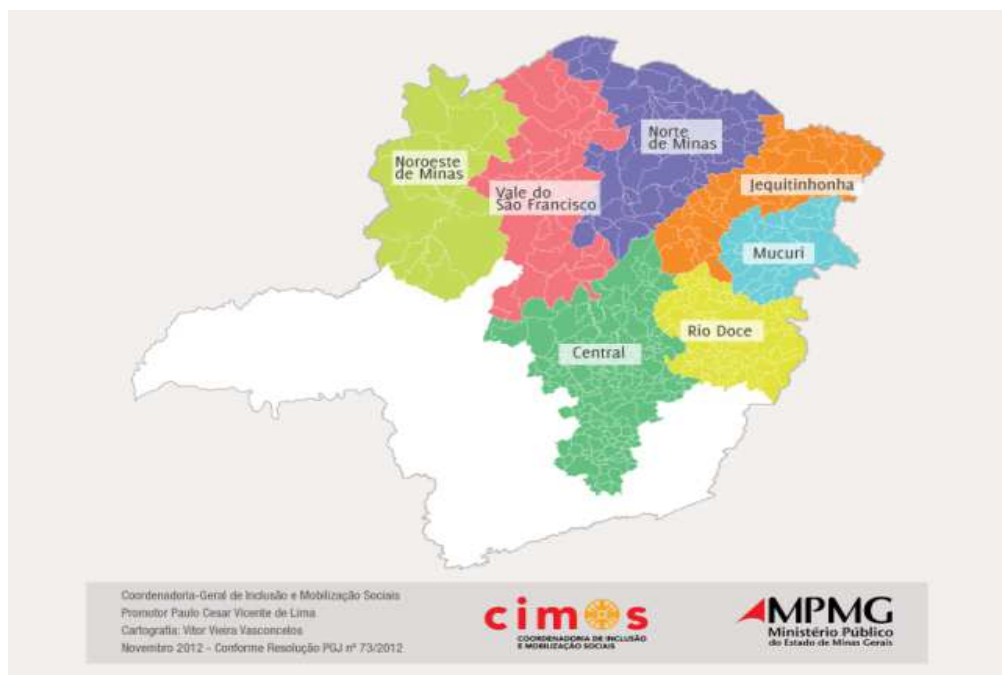 Norte
de Minas
Noroeste
de Minas
Jequitinhonha
Vale do
São Francisco
Mucuri
Rio Doce
Central
Coordenadoria-Geral de Inclusão e Mobilização Sociais
Promotor Paulo Cesar Vicente de Lima
Cartografia: Vitor Vieira Vasconcelos
Novembro 2012 - Conforme Resolução PGJ nº 73/2012
cimos
COORDENADORIA DE INCLUSÃO
E MOBILIZAÇÃO SOCIAIS
MPMG
Ministério Público
do Estado de Minas Gerais